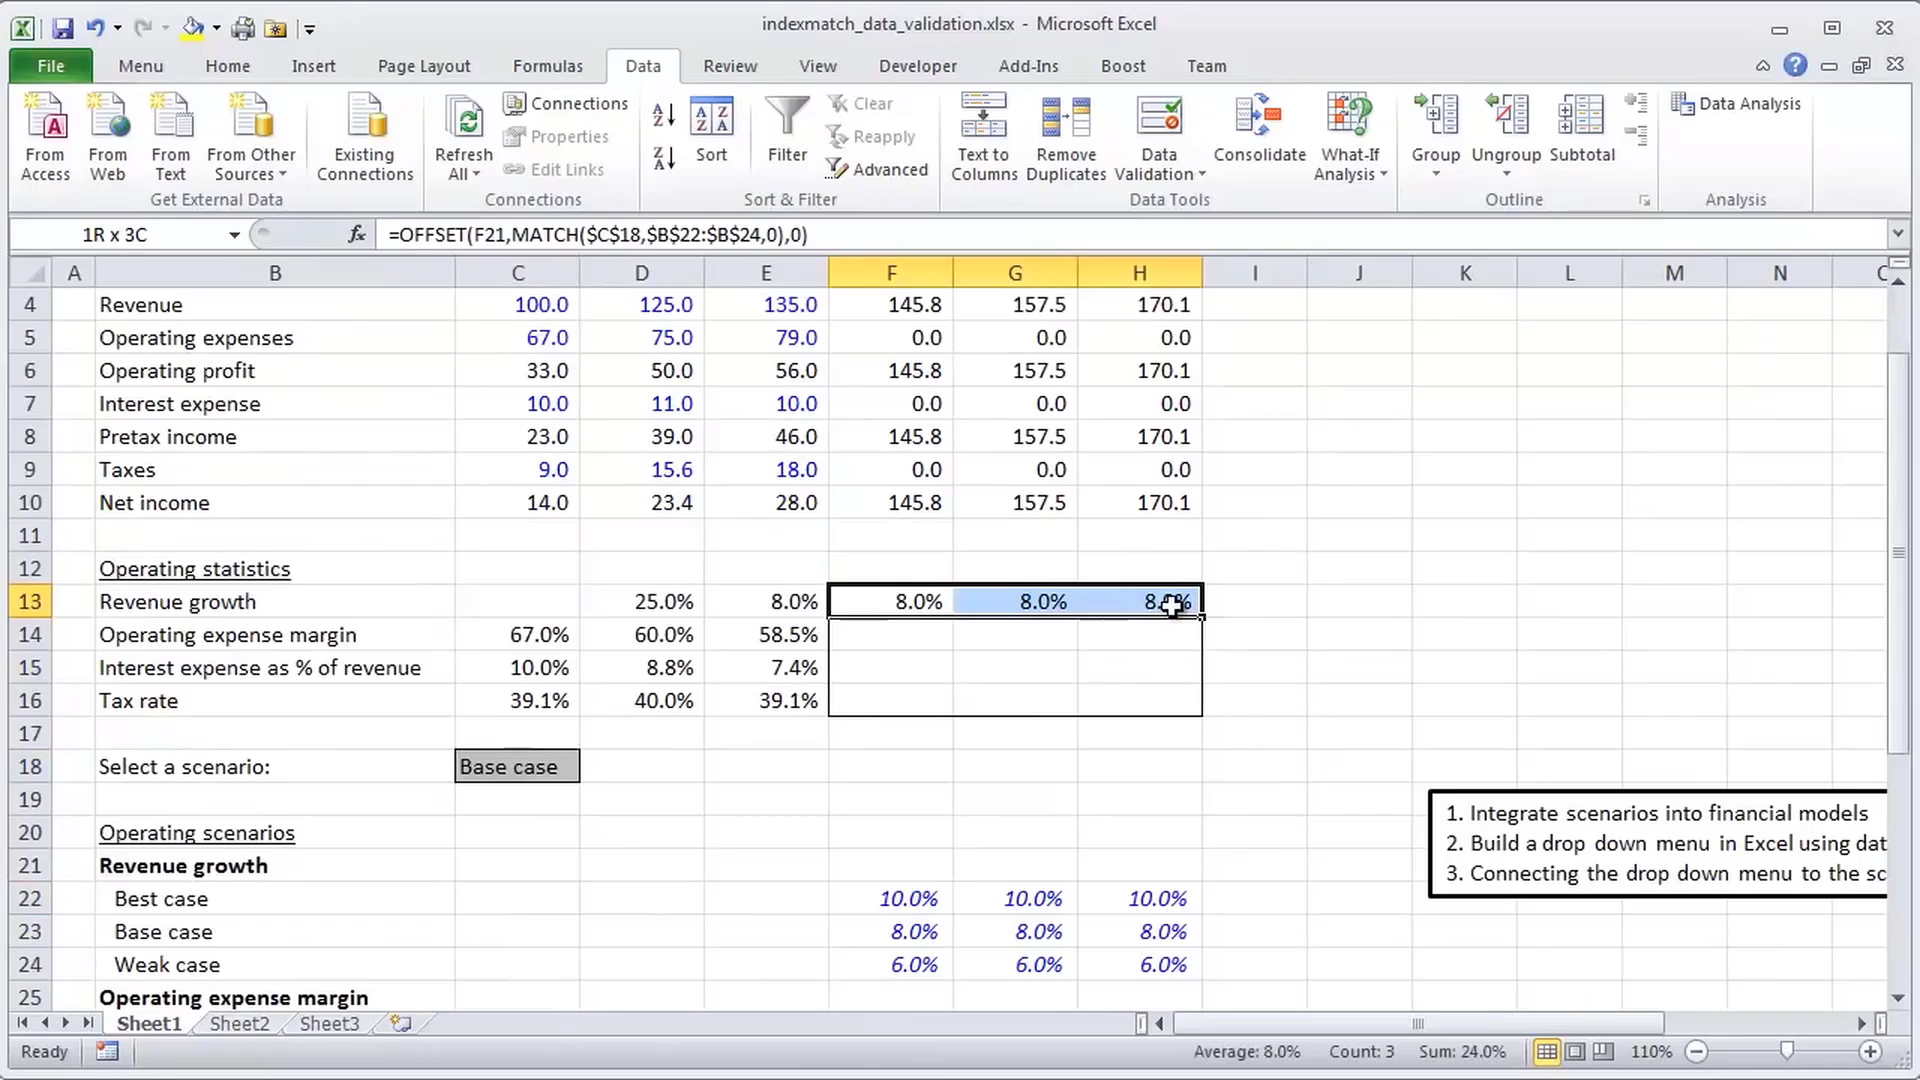 indexmatch_data_validation.xlsx - Microsoft Excel
File Menu Home Insert Page Layout Formulas Data Review View Developer Add-Ins Boost Team
From Access
From Web
From Text
From Other Sources
Existing Connections
Get External Data
Refresh All
Connections
Properties
Edit Links
Connections
Sort
Filter
Clear
Reapply
Advanced
Sort & Filter
Text to Columns
Remove Duplicates
Data Validation
Consolidate
What-If Analysis
Data Tools
Group
Ungroup
Subtotal
Outline
Data Analysis
Analysis
1R x 3C fx =OFFSET(F21,MATCH($C$18,$B$22:$B$24,0),0)
A B C D E F G H I J K L M N
4 Revenue 100.0 125.0 135.0 145.8 157.5 170.1
5 Operating expenses 67.0 75.0 79.0 0.0 0.0 0.0
6 Operating profit 33.0 50.0 56.0 145.8 157.5 170.1
7 Interest expense 10.0 11.0 10.0 0.0 0.0 0.0
8 Pretax income 23.0 39.0 46.0 145.8 157.5 170.1
9 Taxes 9.0 15.6 18.0 0.0 0.0 0.0
10 Net income 14.0 23.4 28.0 145.8 157.5 170.1
11
12 Operating statistics
13 Revenue growth 25.0% 8.0% 8.0% 8.0%
14 Operating expense margin 67.0% 60.0% 58.5%
15 Interest expense as % of revenue 10.0% 8.8% 7.4%
16 Tax rate 39.1% 40.0% 39.1%
17
18 Select a scenario: Base case
19
20 Operating scenarios
21 Revenue growth
22 Best case 10.0% 10.0% 10.0%
23 Base case 8.0% 8.0% 8.0%
24 Weak case 6.0% 6.0% 6.0%
25 Operating expense margin
1. Integrate scenarios into financial models
2. Build a drop down menu in Excel using dat
3. Connecting the drop down menu to the sc
Sheet1 Sheet2 Sheet3
Ready Average: 8.0% Count: 3 Sum: 24.0% 110%